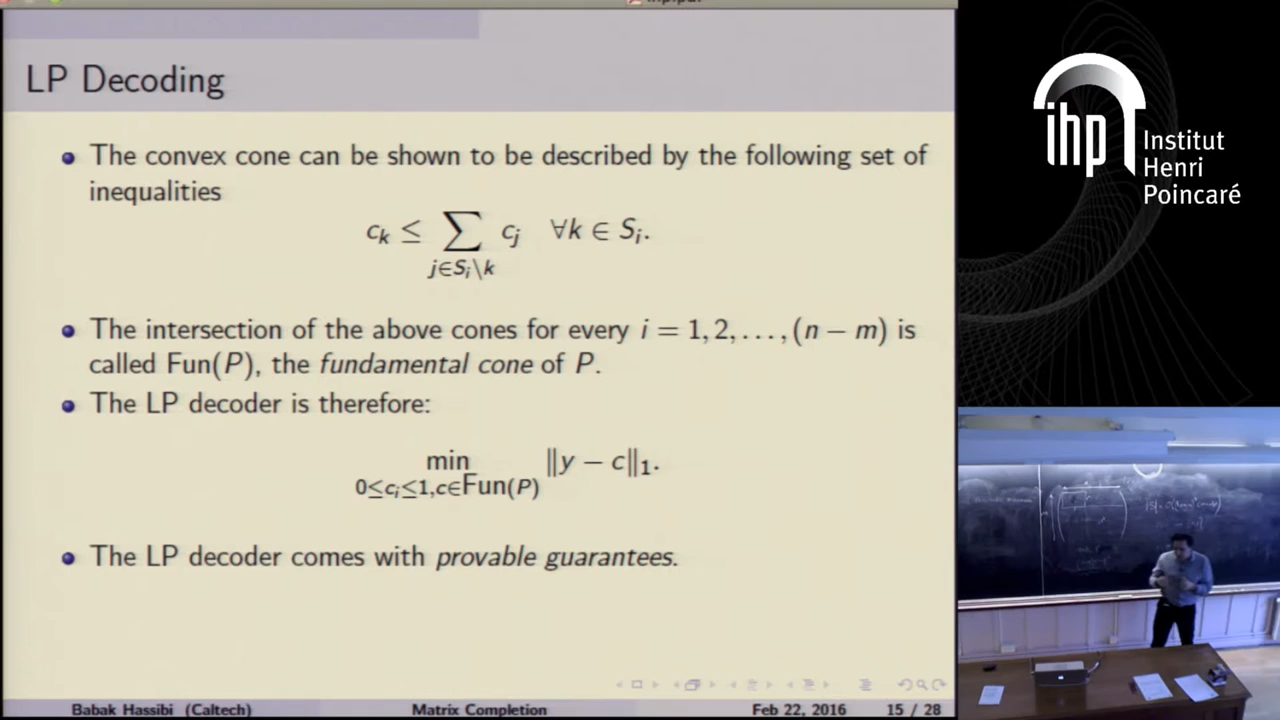 LP Decoding
The convex cone can be shown to be described by the following set of
inequalities
c_k ≤ ∑_{j∈S_i\k} c_j ∀k ∈ S_i.
The intersection of the above cones for every i = 1, 2, . . . , (n − m) is
called Fun(P), the fundamental cone of P.
The LP decoder is therefore:
min_{0≤c_i≤1,c∈Fun(P)} ‖y − c‖_1.
The LP decoder comes with provable guarantees.
Babak Hassibi (Caltech) Matrix Completion Feb 22, 2016 15 / 28
ihp
Institut
Henri
Poincaré